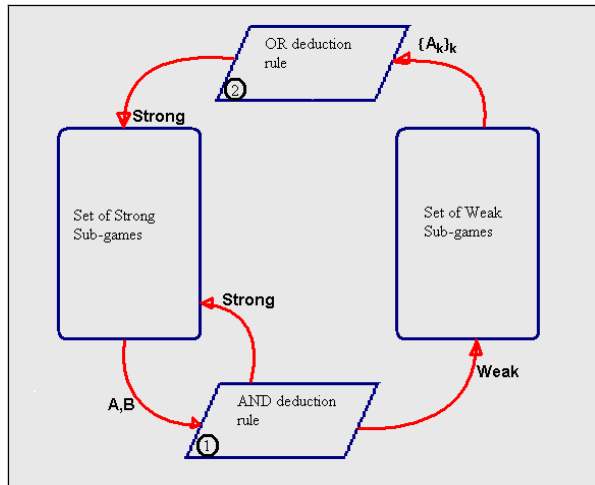 OR deduction
rule
2
{Ak}k
Strong
Set of Strong
Sub-games
Set of Weak
Sub-games
Strong
A,B
AND deduction
rule
1
Weak